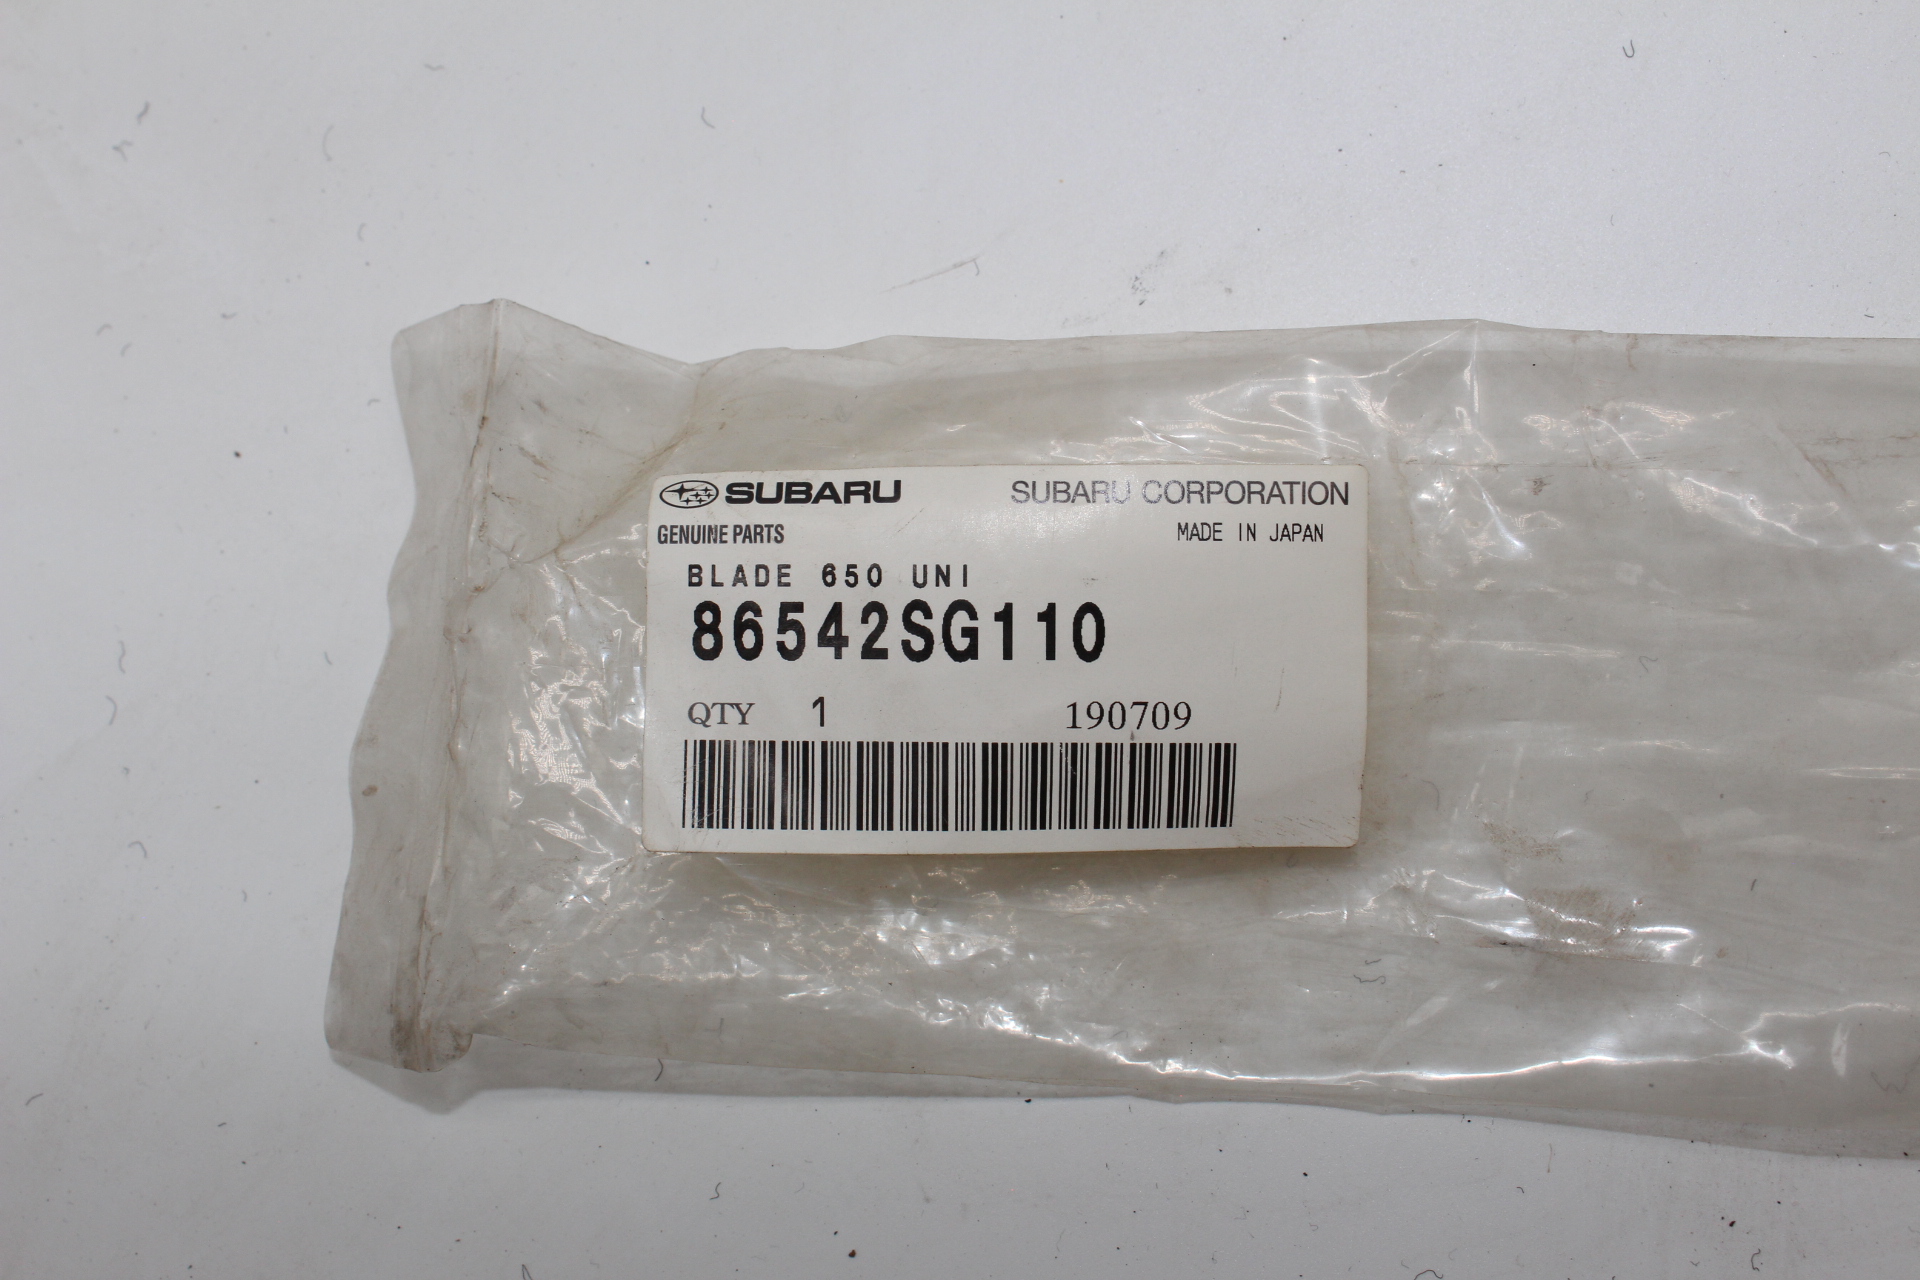 SUBARU SUBARU CORPORATION
GENUINE PARTS MADE IN JAPAN
BLADE 650 UNI
86542SG110
QTY 1 190709